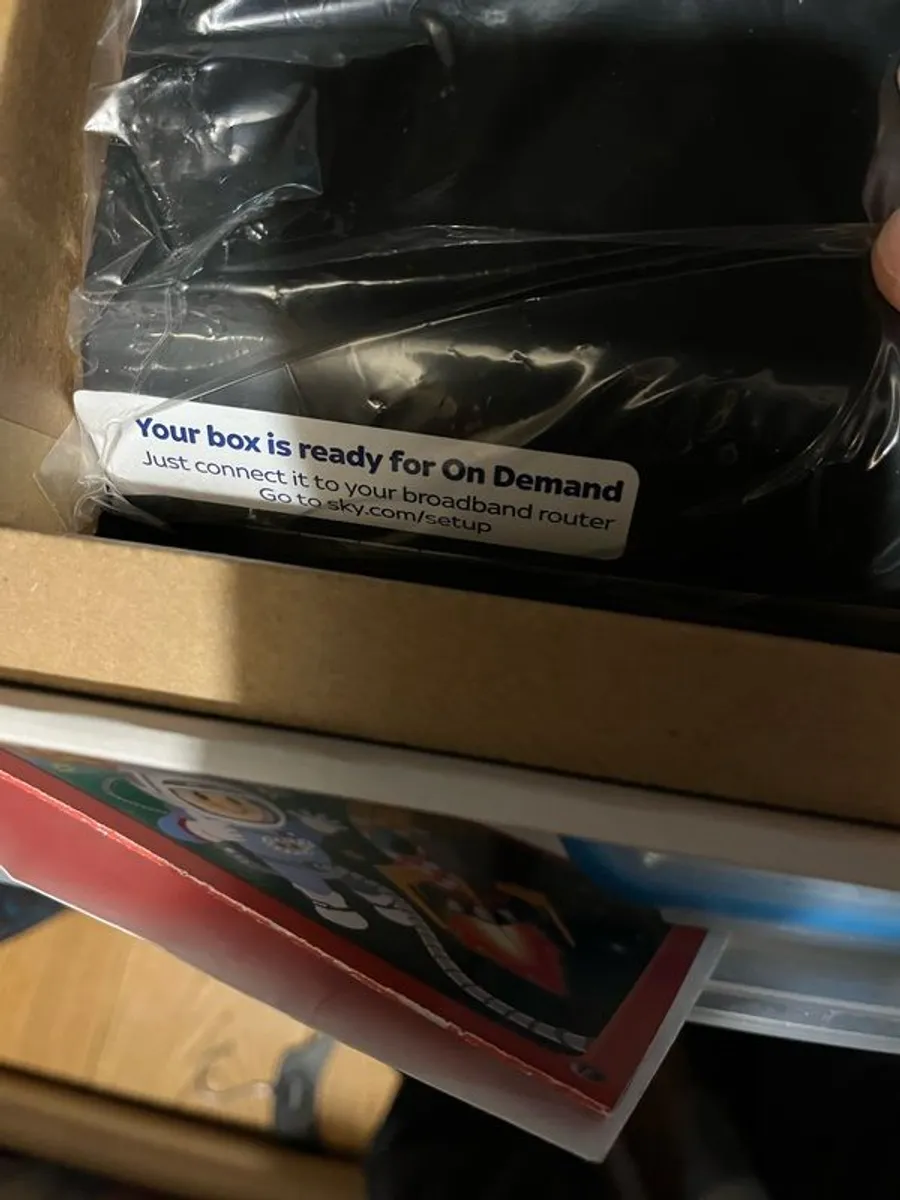 Your box is ready for On Demand
Just connect it to your broadband router
Go to sky.com/setup